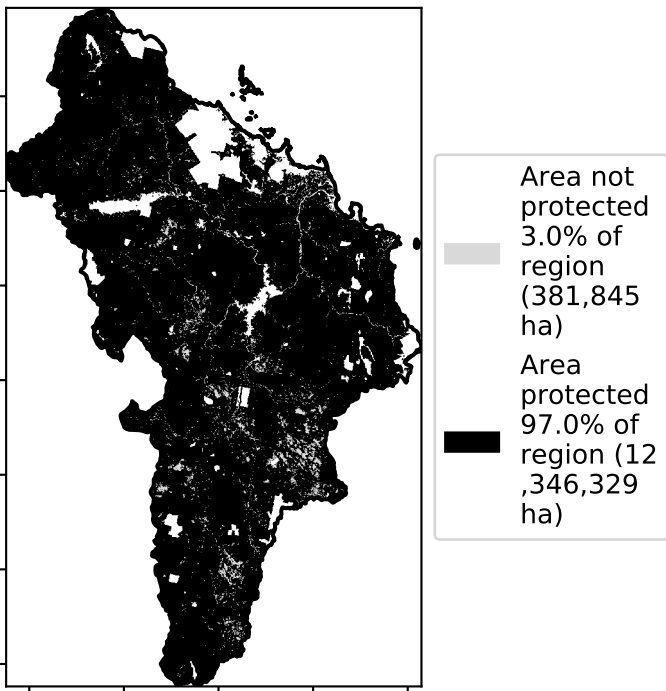 Area not
protected
3.0% of
region
(381,845
ha)
Area
protected
97.0% of
region (12
,346,329
ha)